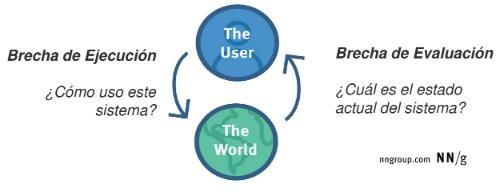 Brecha de Ejecución
¿Cómo uso este
sistema?
The
User
The
World
Brecha de Evaluación
¿Cuál es el estado
actual del sistema?
nngroup.com NN/g